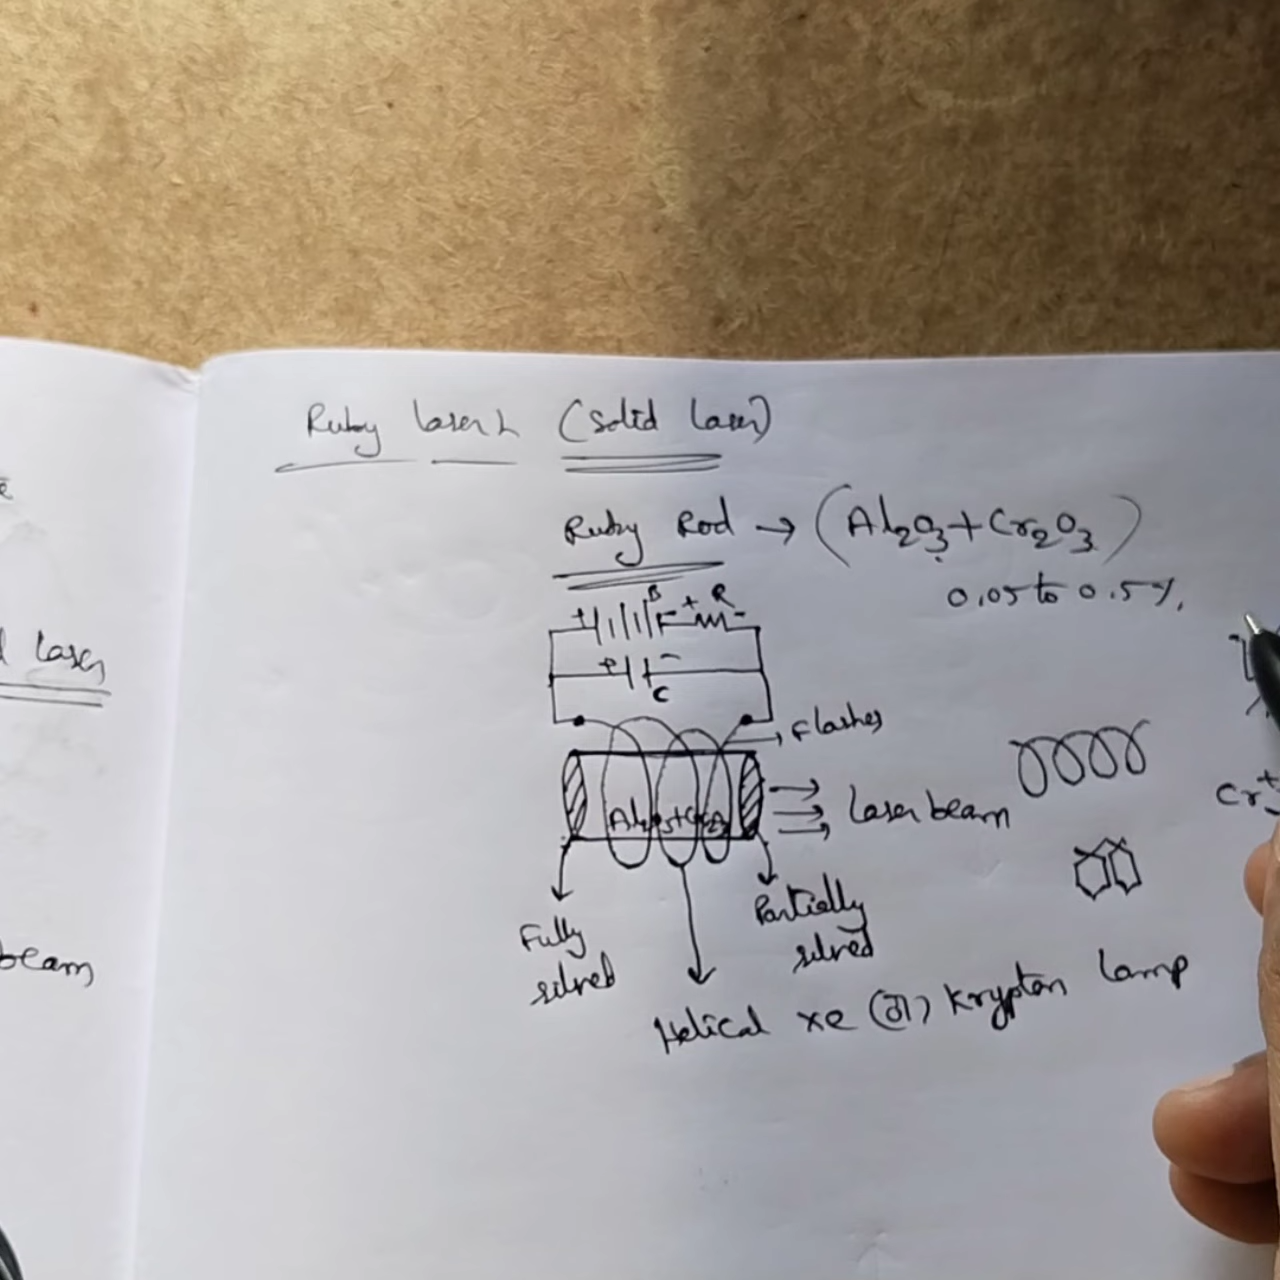 Ruby laser (Solid Laser)
Ruby Rod → (Al2O3+Cr2O3)
0.05 to 0.5%.
B + R -
+ -
C
Flashes
Laser beam
Partially
silvred
Fully
silvred
Helical xe Krypton Lamp
Laser
beam